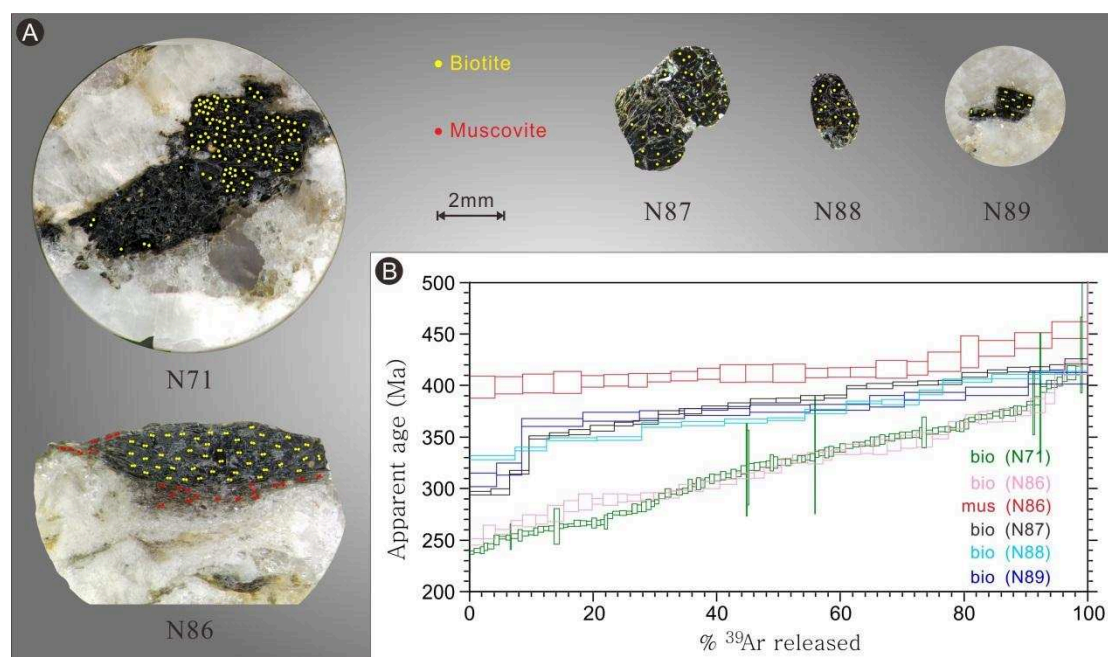 A
Biotite
Muscovite
2mm
N71
N87
N88
N89
N86
B
500
450
400
350
300
250
200
Apparent age (Ma)
bio (N71)
bio (N86)
mus (N86)
bio (N87)
bio (N88)
bio (N89)
0 20 40 60 80 100
% ³⁹Ar released